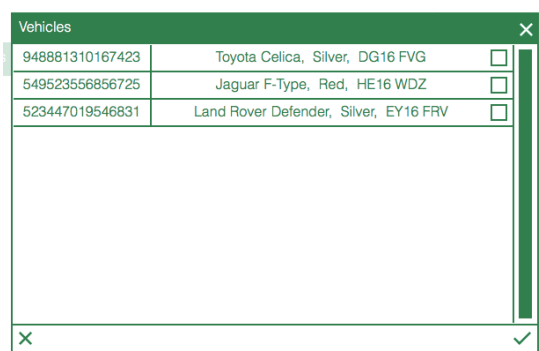 Vehicles
948881310167423 Toyota Celica, Silver, DG16 FVG
549523556856725 Jaguar F-Type, Red, HE16 WDZ
523447019546831 Land Rover Defender, Silver, EY16 FRV